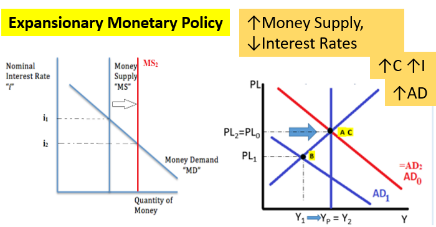 Expansionary Monetary Policy
↑Money Supply,
↓Interest Rates
↑C ↑I
↑AD
Nominal
Interest Rate
"i"
Money
Supply
"MS"
MS₂
i₁
i₂
Money Demand
"MD"
Quantity of
Money
PL
PL₂=PL₀
PL₁
A C
B
=AD₂
AD₀
AD₁
Y₁ ⇒ Yₚ = Y₂
Y